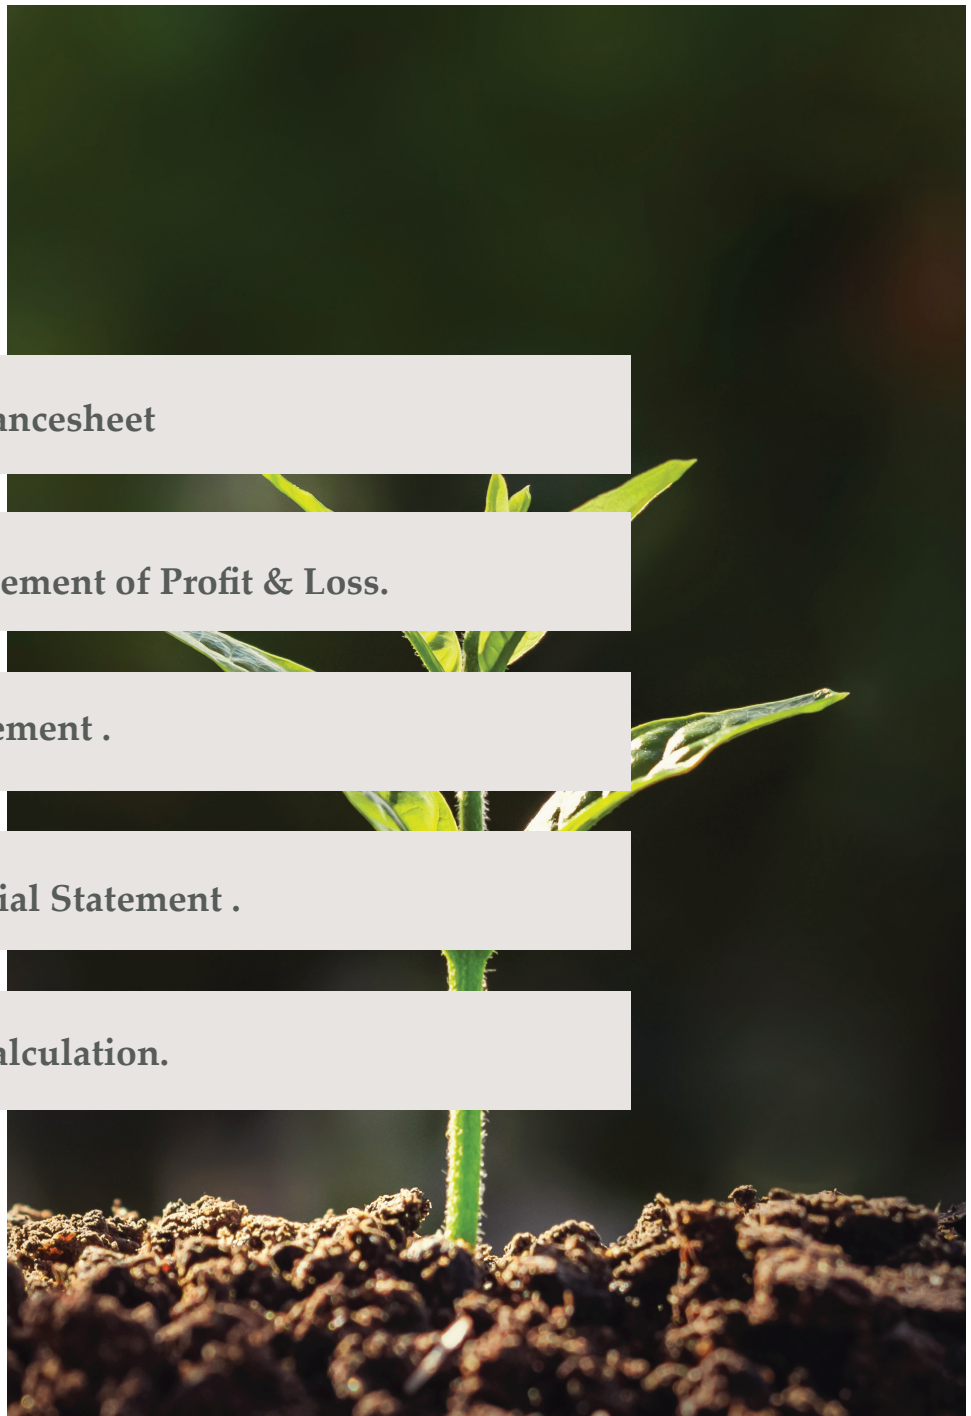 ancesheet
ement of Profit & Loss.
ement .
ial Statement .
alculation.